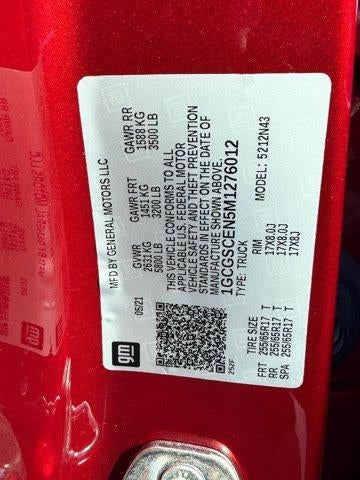 MFD BY GENERAL MOTORS LLC
05/21
GVWR
2631 KG
5800 LB
GAWR FRT
1451 KG
3200 LB
GAWR RR
1588 KG
3500 LB
THIS VEHICLE CONFORMS TO ALL
APPLICABLE U.S. FEDERAL MOTOR
VEHICLE SAFETY AND THEFT PREVENTION
STANDARDS IN EFFECT ON THE DATE OF
MANUFACTURE SHOWN ABOVE.
1GCGSCEN5M1276012
TYPE: TRUCK
MODEL: 5212N43
gm
252F
TIRE SIZE RIM
FRT 255/65R17 T 17X8.0J
RR 255/65R17 T 17X8.0J
SPA 255/65R17 T 17X8J